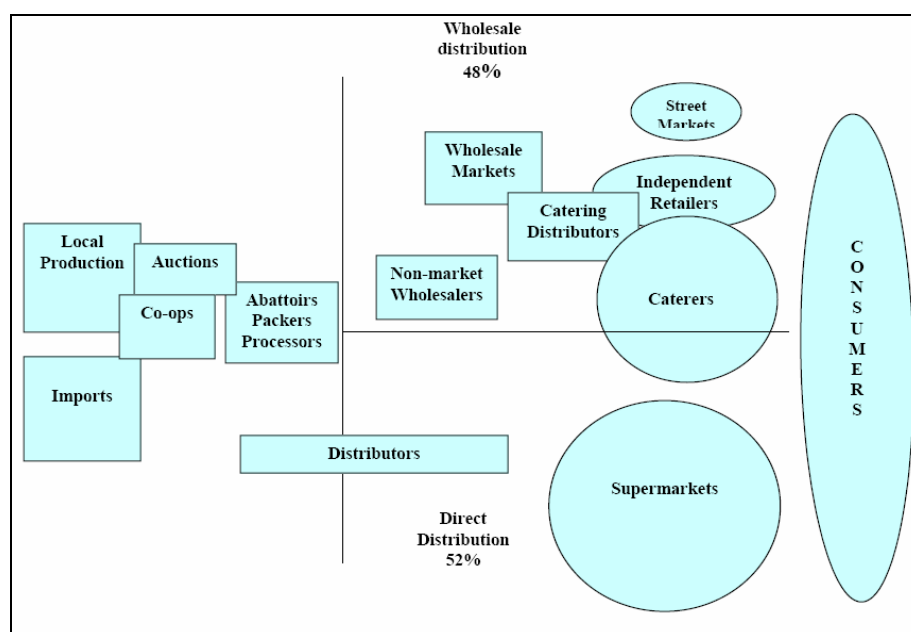 Wholesale
distribution
48%
Street
Markets
Wholesale
Markets
Independent
Retailers
Catering
Distributors
Local
Production
Auctions
Non-market
Wholesalers
Abattoirs
Packers
Processors
Co-ops
Caterers
C
O
N
S
U
M
E
R
S
Imports
Distributors
Supermarkets
Direct
Distribution
52%